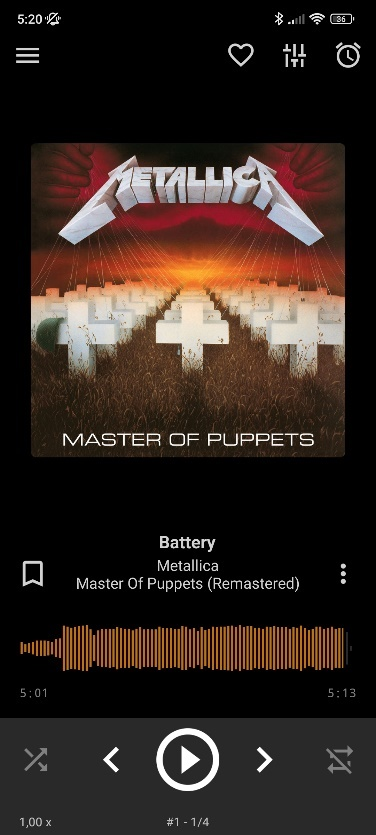 5:20
36
METALLICA
MASTER OF PUPPETS
Battery
Metallica
Master Of Puppets (Remastered)
5:01
5:13
1,00 x
#1 - 1/4